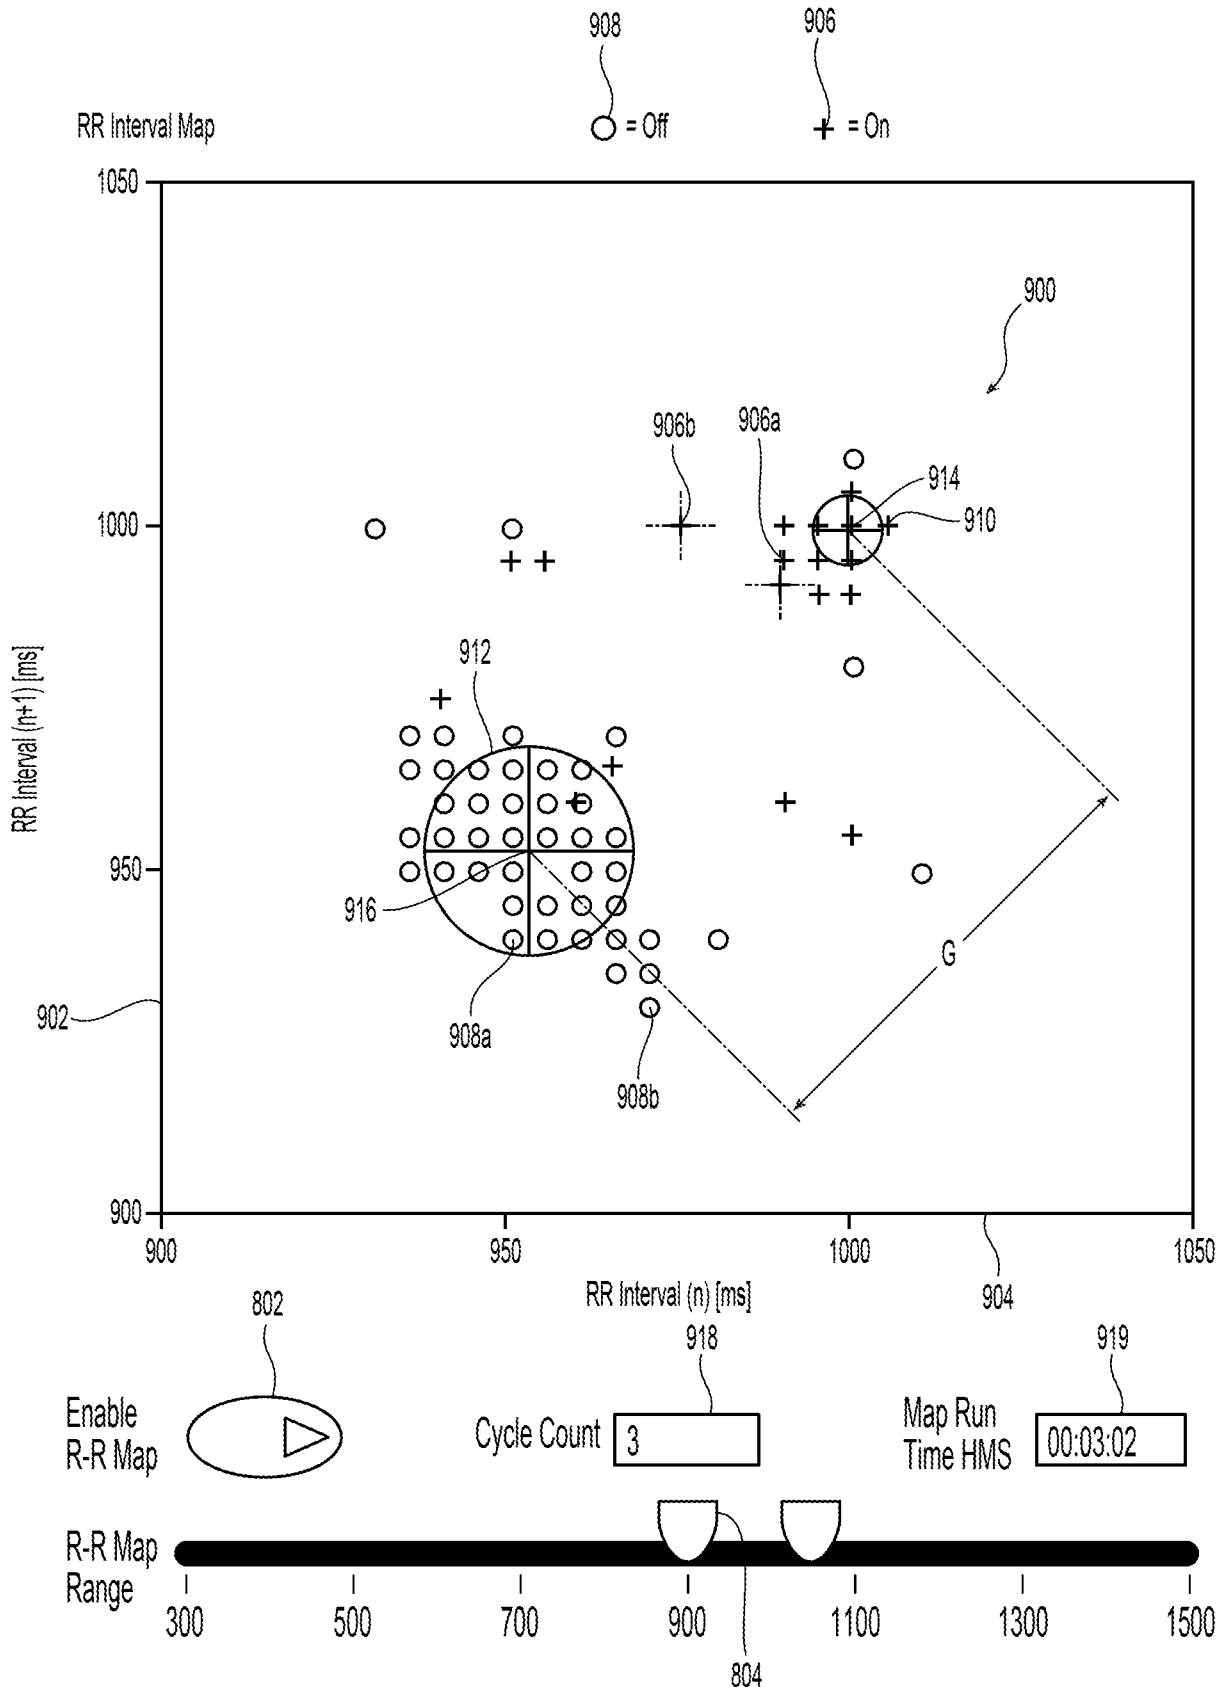 908
906
RR Interval Map
= Off
= On
1050
900
906b
906a
914
910
1000
912
RR Interval (n+1) [ms]
950
916
G
902
908a
908b
900
900
950
1000
1050
RR Interval (n) [ms]
904
802
918
919
Enable
R-R Map
Cycle Count
3
Map Run
Time HMS
00:03:02
R-R Map
Range
300
500
700
900
1100
1300
1500
804